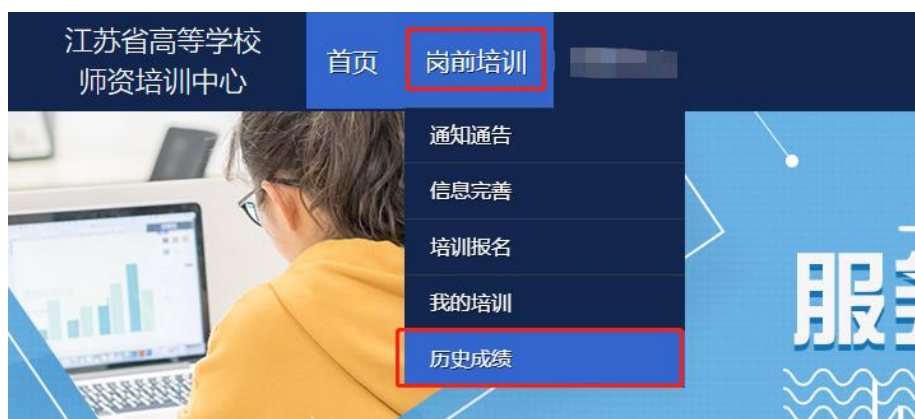 江苏省高等学校
师资培训中心
首页
岗前培训
通知通告
信息完善
培训报名
我的培训
历史成绩
服